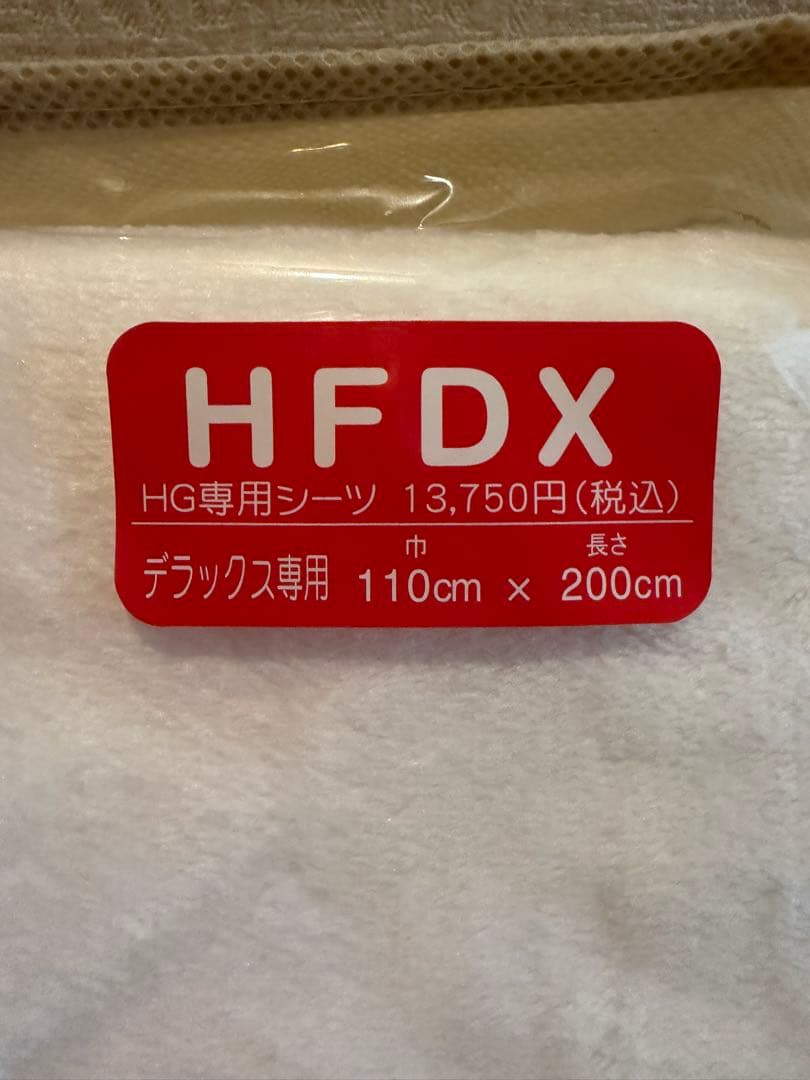 HFDX
HG専用シーツ 13,750円(税込)
巾 長さ
デラックス専用 110cm × 200cm